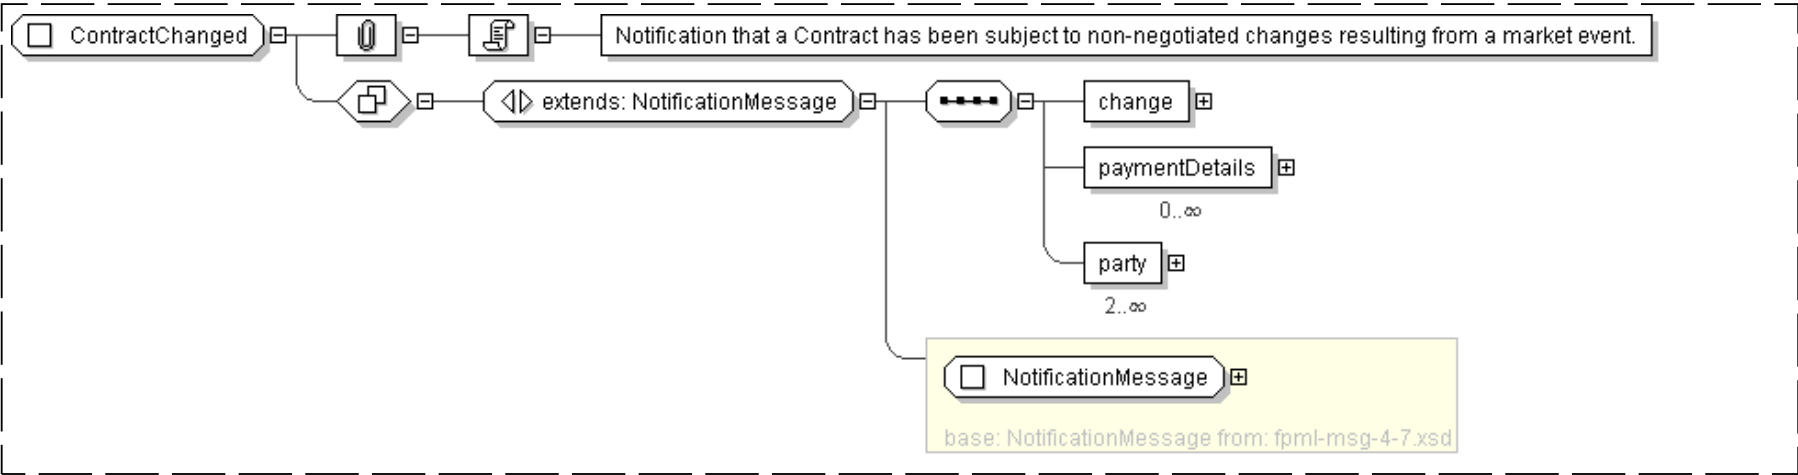 ContractChanged
Notification that a Contract has been subject to non-negotiated changes resulting from a market event.
extends: NotificationMessage
change
paymentDetails
0..∞
party
2..∞
NotificationMessage
base: NotificationMessage from: fpml-msg-4-7.xsd